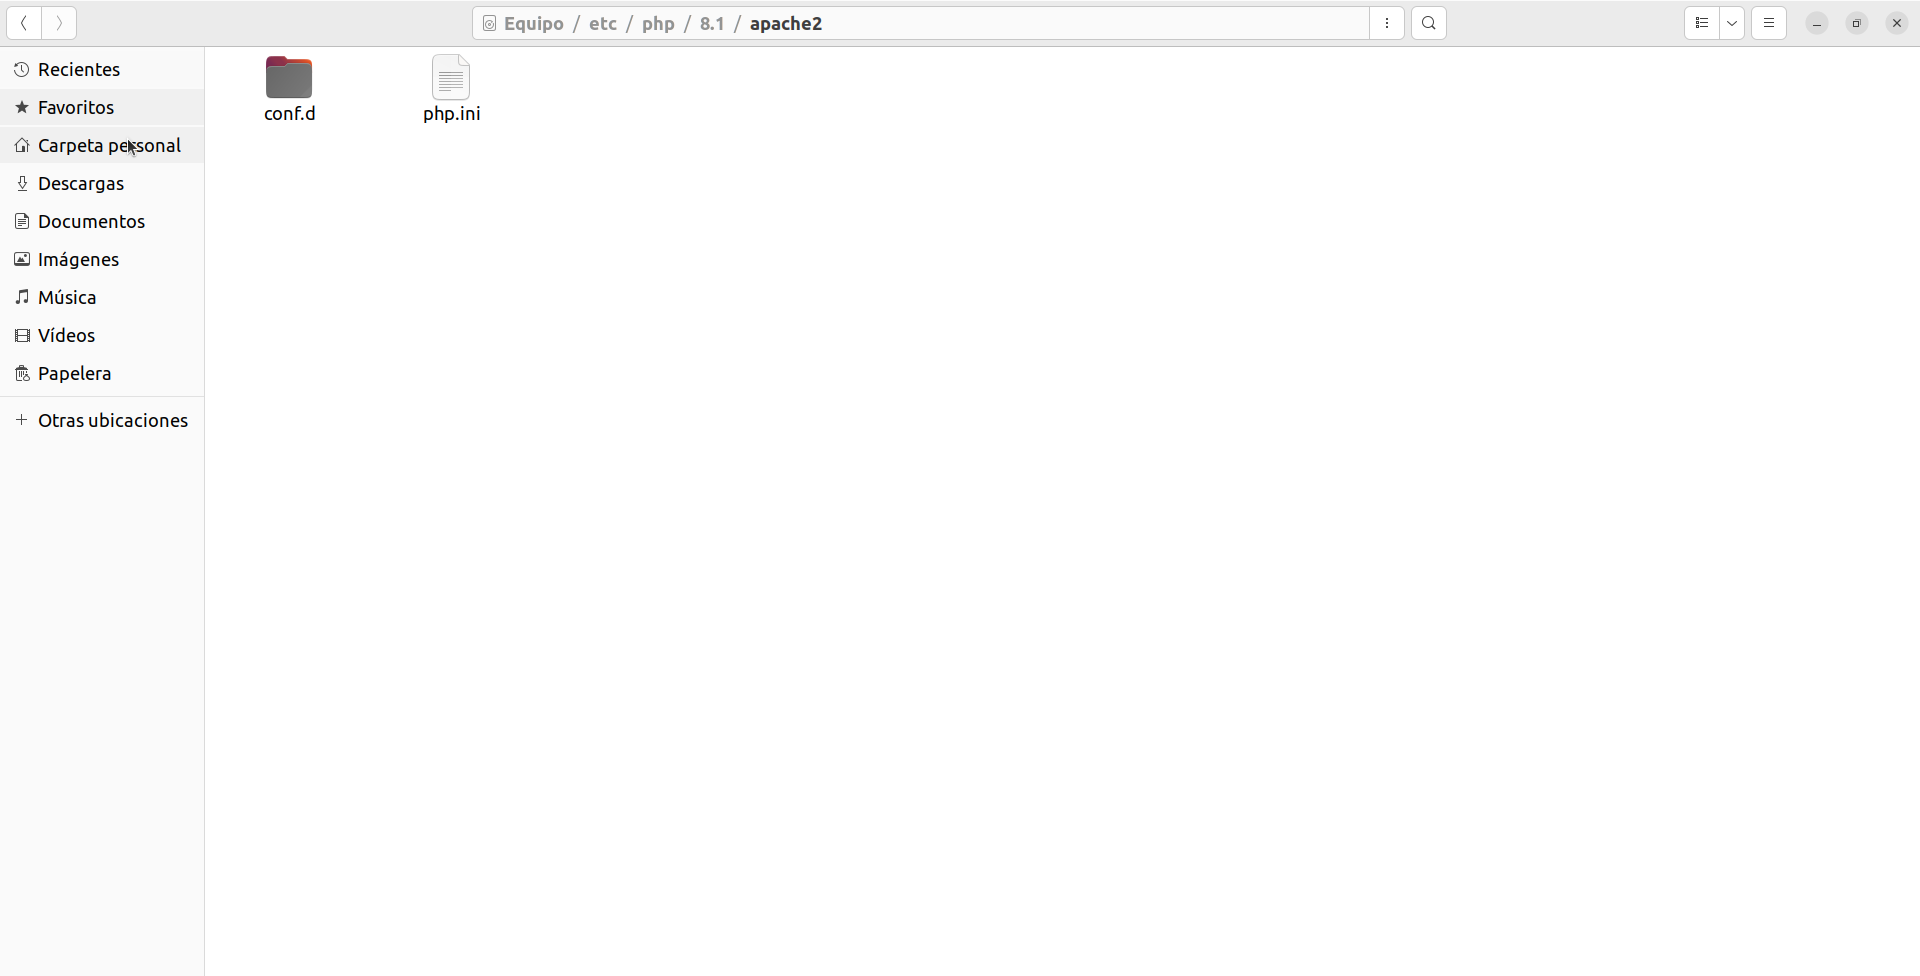 Equipo / etc / php / 8.1 / apache2
Recientes
Favoritos
Carpeta personal
Descargas
Documentos
Imágenes
Música
Vídeos
Papelera
Otras ubicaciones
conf.d
php.ini